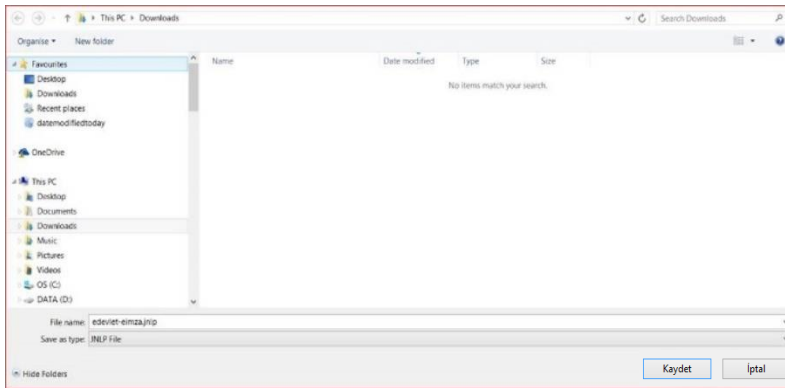 This PC Downloads
Search Downloads
Organise New folder
Favourites
Desktop
Downloads
Recent places
datemodifiedtoday
OneDrive
This PC
Desktop
Documents
Downloads
Music
Pictures
Videos
OS (C:)
DATA (D:)
Name Date modified Type Size
No items match your search.
File name: edevlet-eimza.jnlp
Save as type: JNLP File
Hide Folders
Kaydet İptal